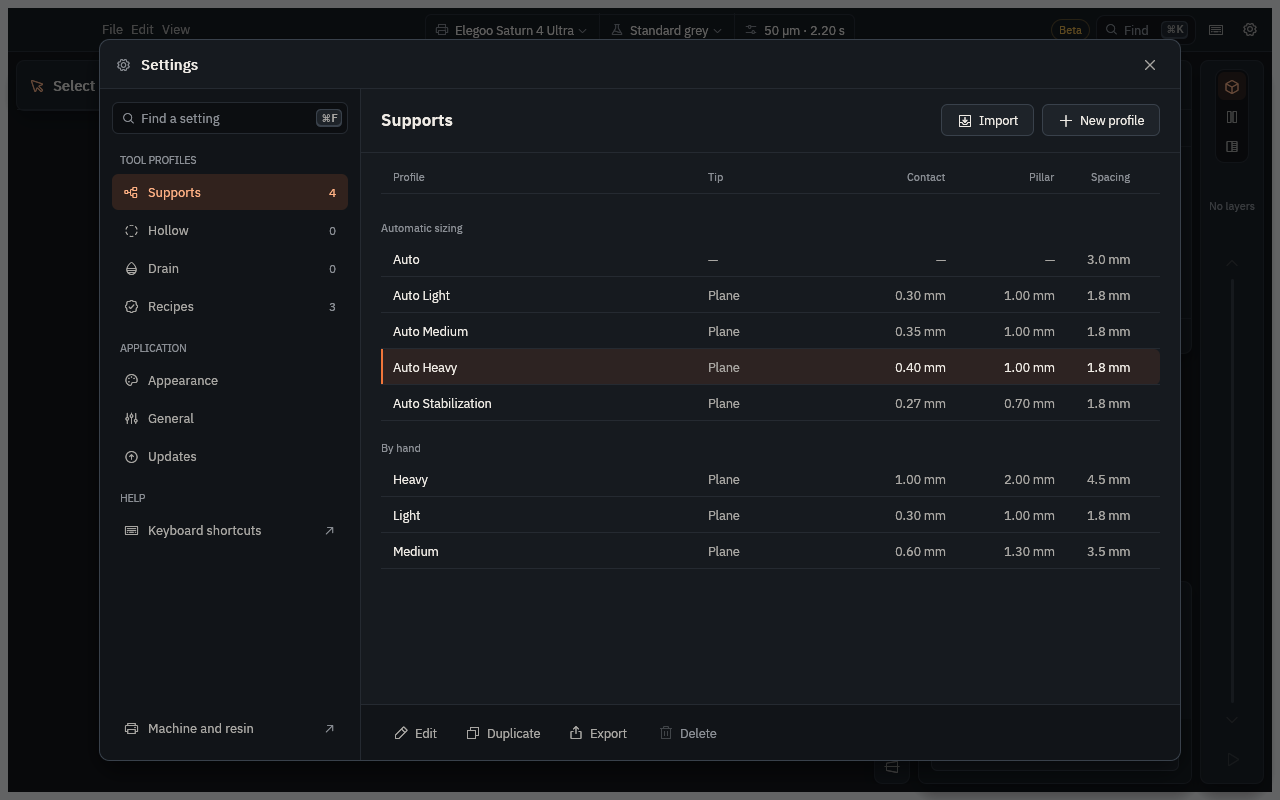 File Edit View
Elegoo Saturn 4 Ultra
Standard grey
50 µm · 2.20 s
Beta
Find ⌘K
Select
No layers
Settings
Find a setting ⌘F
TOOL PROFILES
Supports 4
Hollow 0
Drain 0
Recipes 3
APPLICATION
Appearance
General
Updates
HELP
Keyboard shortcuts
Machine and resin
Supports
Import
New profile
Profile Tip Contact Pillar Spacing
Automatic sizing
Auto — — — 3.0 mm
Auto Light Plane 0.30 mm 1.00 mm 1.8 mm
Auto Medium Plane 0.35 mm 1.00 mm 1.8 mm
Auto Heavy Plane 0.40 mm 1.00 mm 1.8 mm
Auto Stabilization Plane 0.27 mm 0.70 mm 1.8 mm
By hand
Heavy Plane 1.00 mm 2.00 mm 4.5 mm
Light Plane 0.30 mm 1.00 mm 1.8 mm
Medium Plane 0.60 mm 1.30 mm 3.5 mm
Edit Duplicate Export Delete